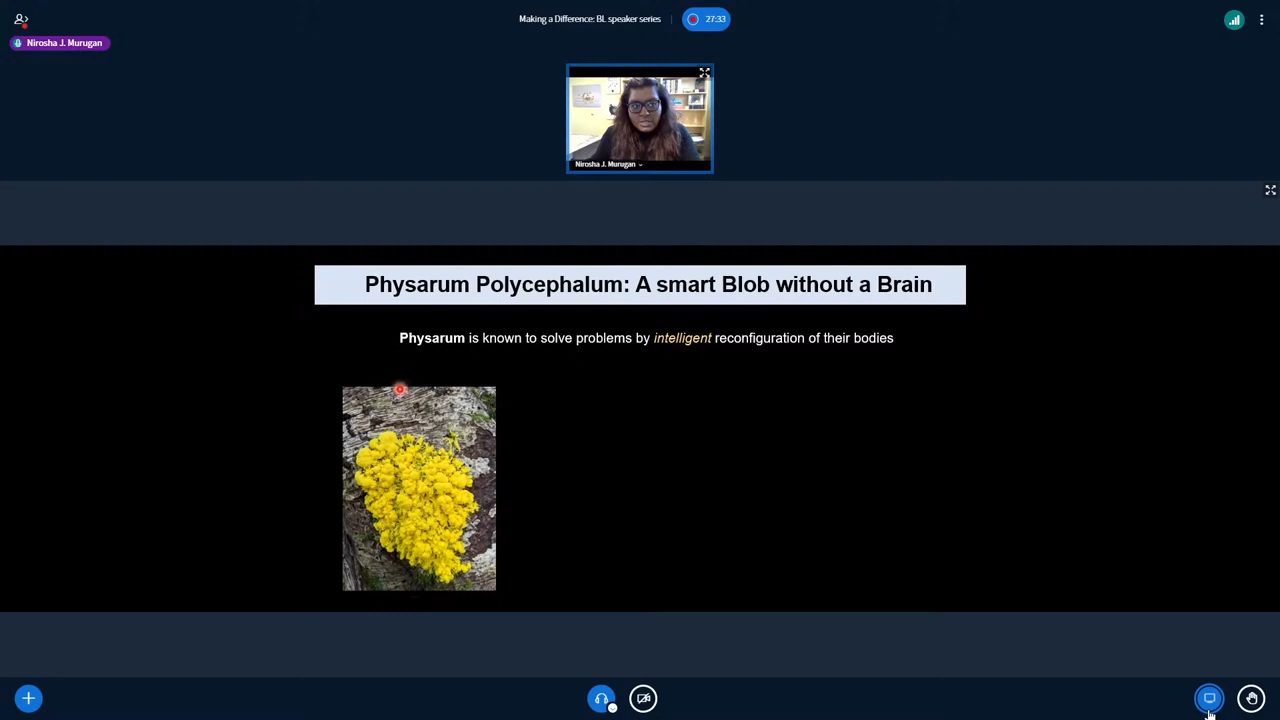 Making a Difference: BL speaker series
27:33
Nirosha J. Murugan
Nirosha J. Murugan
Physarum Polycephalum: A smart Blob without a Brain
Physarum is known to solve problems by intelligent reconfiguration of their bodies